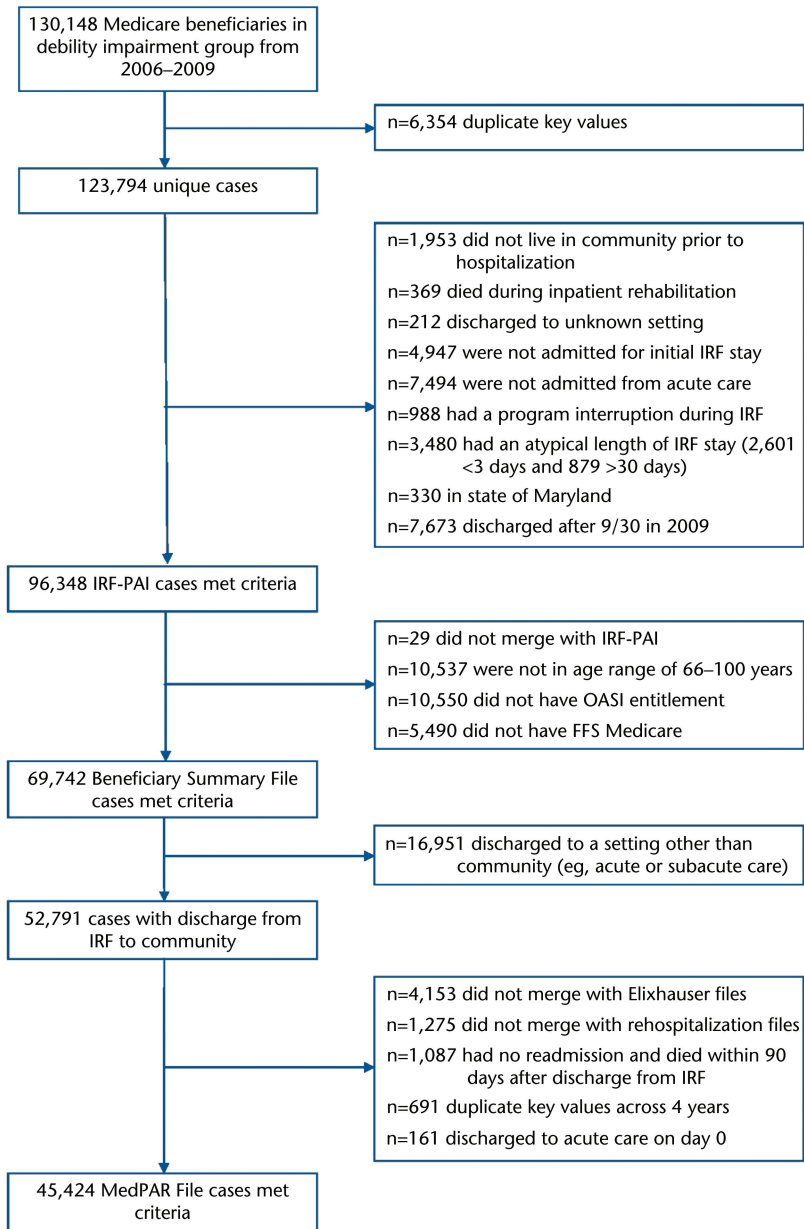 130,148 Medicare beneficiaries in
debility impairment group from
2006–2009
n=6,354 duplicate key values
123,794 unique cases
n=1,953 did not live in community prior to
hospitalization
n=369 died during inpatient rehabilitation
n=212 discharged to unknown setting
n=4,947 were not admitted for initial IRF stay
n=7,494 were not admitted from acute care
n=988 had a program interruption during IRF
n=3,480 had an atypical length of IRF stay (2,601
<3 days and 879 >30 days)
n=330 in state of Maryland
n=7,673 discharged after 9/30 in 2009
96,348 IRF-PAI cases met criteria
n=29 did not merge with IRF-PAI
n=10,537 were not in age range of 66–100 years
n=10,550 did not have OASI entitlement
n=5,490 did not have FFS Medicare
69,742 Beneficiary Summary File
cases met criteria
n=16,951 discharged to a setting other than
community (eg, acute or subacute care)
52,791 cases with discharge from
IRF to community
n=4,153 did not merge with Elixhauser files
n=1,275 did not merge with rehospitalization files
n=1,087 had no readmission and died within 90
days after discharge from IRF
n=691 duplicate key values across 4 years
n=161 discharged to acute care on day 0
45,424 MedPAR File cases met
criteria